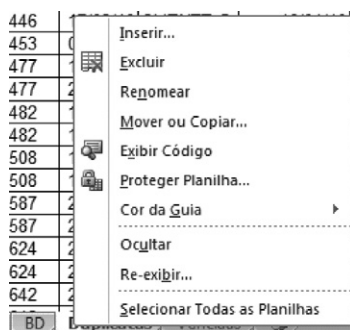 446
453
477
477
482
482
508
508
587
587
624
624
642
Inserir...
Excluir
Renomear
Mover ou Copiar...
Exibir Código
Proteger Planilha...
Cor da Guia
Ocultar
Re-exibir...
Selecionar Todas as Planilhas
BD